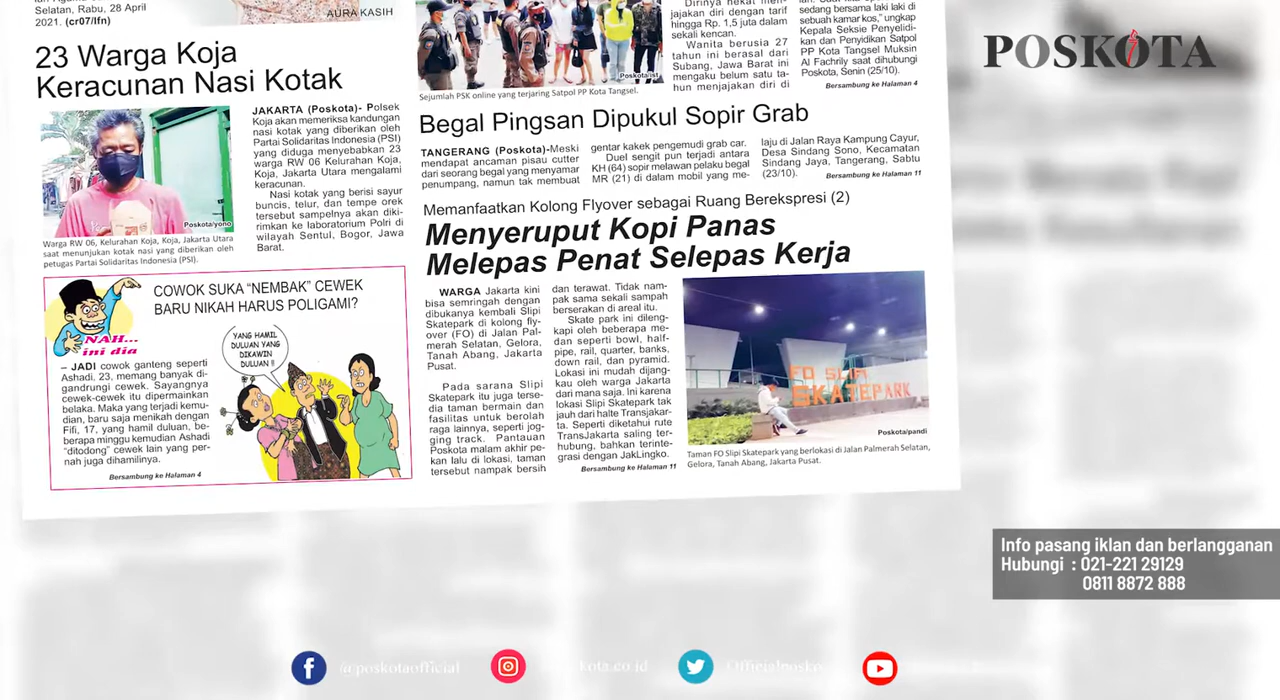 Selatan, Rabu, 28 April
2021. (cr07/fhn)
AURA KASIH
23 Warga Koja
Keracunan Nasi Kotak
Poskota/yono
Warga RW 06, Kelurahan Koja, Koja, Jakarta Utara
saat menunjukan kotak nasi yang diberikan oleh
petugas Partai Solidaritas Indonesia (PSI).
JAKARTA (Poskota)- Polsek
Koja akan memeriksa kandungan
nasi kotak yang diberikan oleh
Partai Solidaritas Indonesia (PSI)
yang diduga menyebabkan 23
warga RW 06 Kelurahan Koja,
Koja, Jakarta Utara mengalami
keracunan.
Nasi kotak yang berisi sayur
buncis, telur, dan tempe orek
tersebut sampelnya akan diki-
rimkan ke laboratorium Polri di
wilayah Sentul, Bogor, Jawa
Barat.
NAH...
ini dia
COWOK SUKA “NEMBAK” CEWEK
BARU NIKAH HARUS POLIGAMI?
– JADI cowok ganteng seperti
Ashadi, 23, memang banyak di-
gandrungi cewek. Sayangnya
cewek-cewek itu dipermainkan
belaka. Maka yang terjadi kemu-
dian, baru saja menikah dengan
Fifi, 17, yang hamil duluan, be-
berapa minggu kemudian Ashadi
“ditodong” cewek lain yang per-
nah juga dihamilinya.
Bersambung ke Halaman 4
YANG HAMIL
DULUAN YANG
DIKAWIN
DULUAN !!
Poskota/ist
Sejumlah PSK online yang terjaring Satpol PP Kota Tangsel.
jajakan diri dengan tarif
hingga Rp. 1,5 juta dalam
sekali kencan.
Wanita berusia 27
tahun ini berasal dari
Subang, Jawa Barat ini
mengaku belum satu ta-
hun menjajakan diri di
sedang bersama laki laki di
sebuah kamar kos,” ungkap
Kepala Seksie Penyelidi-
kan dan Penyidikan Satpol
PP Kota Tangsel Muksin
Al Fachrily saat dihubungi
Poskota, Senin (25/10).
Bersambung ke Halaman 4
Begal Pingsan Dipukul Sopir Grab
TANGERANG (Poskota)-Meski
mendapat ancaman pisau cutter
dari seorang begal yang menyamar
penumpang, namun tak membuat
gentar kakek pengemudi grab car.
Duel sengit pun terjadi antara
KH (64) sopir melawan pelaku begal
MR (21) di dalam mobil yang me-
laju di Jalan Raya Kampung Cayur,
Desa Sindang Sono, Kecamatan
Sindang Jaya, Tangerang, Sabtu
(23/10).
Bersambung ke Halaman 11
Memanfaatkan Kolong Flyover sebagai Ruang Berekspresi (2)
Menyeruput Kopi Panas
Melepas Penat Selepas Kerja
WARGA Jakarta kini
bisa semringah dengan
dibukanya kembali Slipi
Skatepark di kolong fly-
over (FO) di Jalan Pal-
merah Selatan, Gelora,
Tanah Abang, Jakarta
Pusat.
Pada sarana Slipi
Skatepark itu juga terse-
dia taman bermain dan
fasilitas untuk berolah
raga lainnya, seperti jog-
ging track. Pantauan
Poskota malam akhir pe-
kan lalu di lokasi, taman
tersebut nampak bersih
dan terawat. Tidak nam-
pak sama sekali sampah
berserakan di areal itu.
Skate park ini dileng-
kapi oleh beberapa me-
dan seperti bowl, half-
pipe, rail, quarter, banks,
down rail, dan pyramid.
Lokasi ini mudah dijang-
kau oleh warga Jakarta
dari mana saja. Ini karena
lokasi Slipi Skatepark tak
jauh dari halte Transjakar-
ta. Seperti diketahui rute
TransJakarta saling ter-
hubung, bahkan terinte-
grasi dengan JakLingko.
Bersambung ke Halaman 11
FO SLIPI
SKATEPARK
Poskota/pandi
Taman FO Slipi Skatepark yang berlokasi di Jalan Palmerah Selatan,
Gelora, Tanah Abang, Jakarta Pusat.
POSKOTA
Info pasang iklan dan berlangganan
Hubungi : 021-221 29129
0811 8872 888
@poskotaofficial
kota.co.id